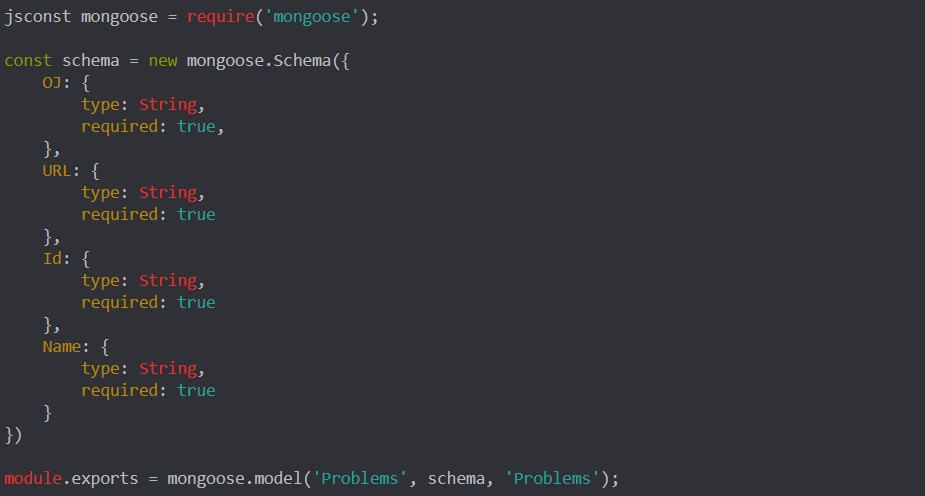 jsconst mongoose = require('mongoose');

const schema = new mongoose.Schema({
    OJ: {
        type: String,
        required: true,
    },
    URL: {
        type: String,
        required: true
    },
    Id: {
        type: String,
        required: true
    },
    Name: {
        type: String,
        required: true
    }
})

module.exports = mongoose.model('Problems', schema, 'Problems');